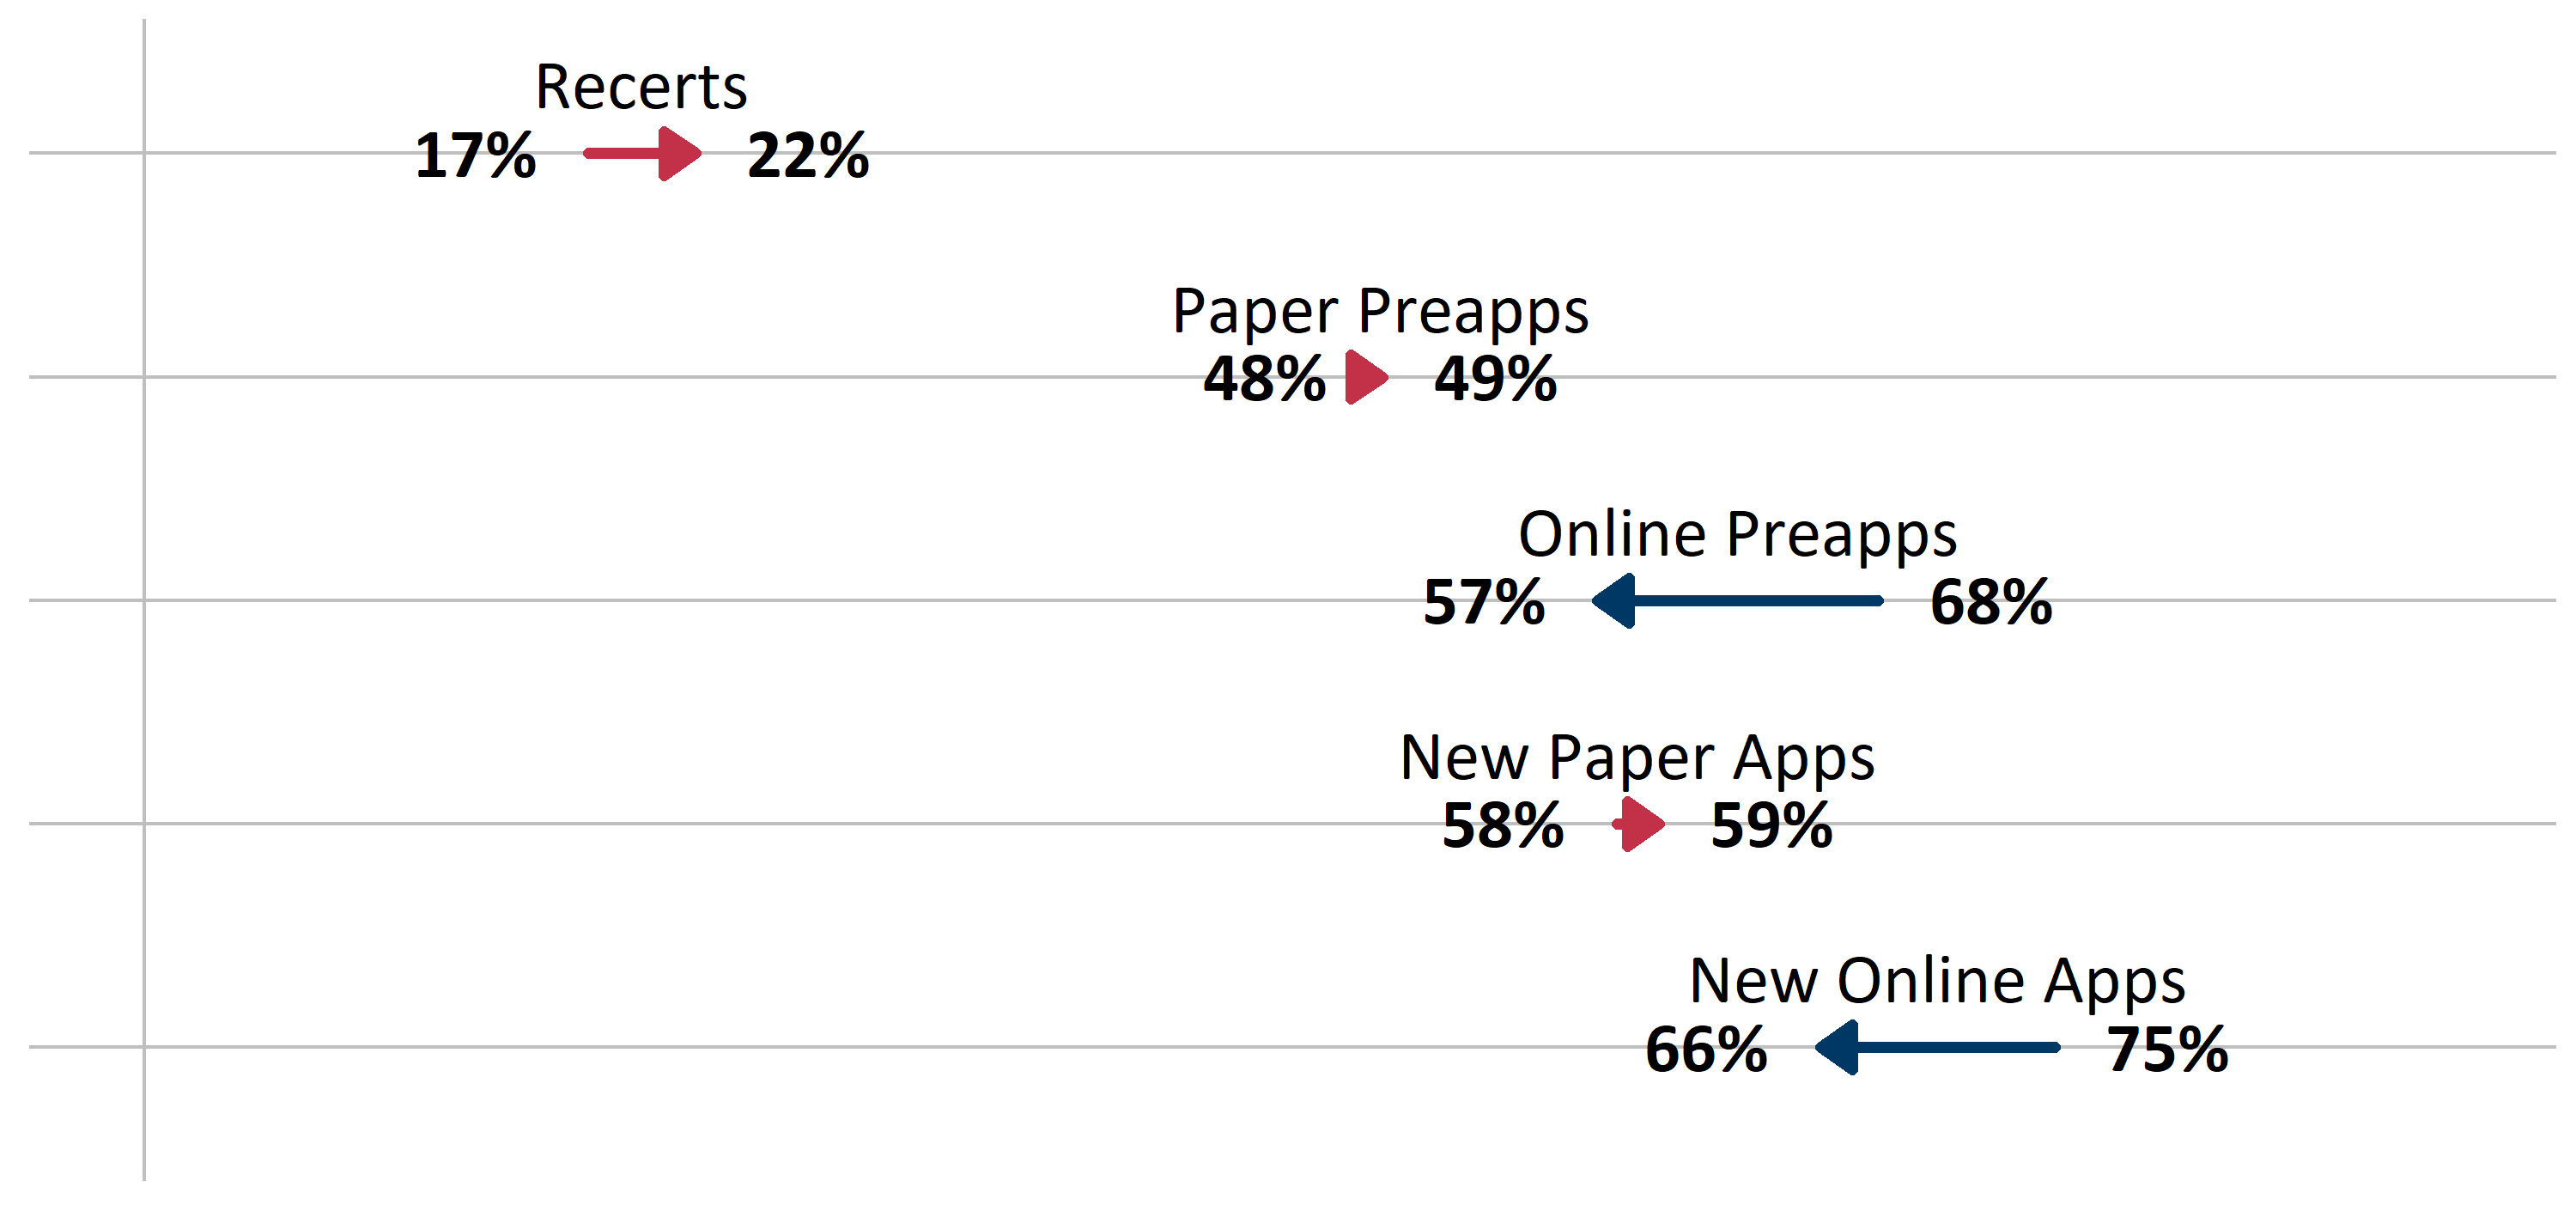 Recerts
17% 22%
Paper Preapps
48% 49%
Online Preapps
57% 68%
New Paper Apps
58% 59%
New Online Apps
66% 75%